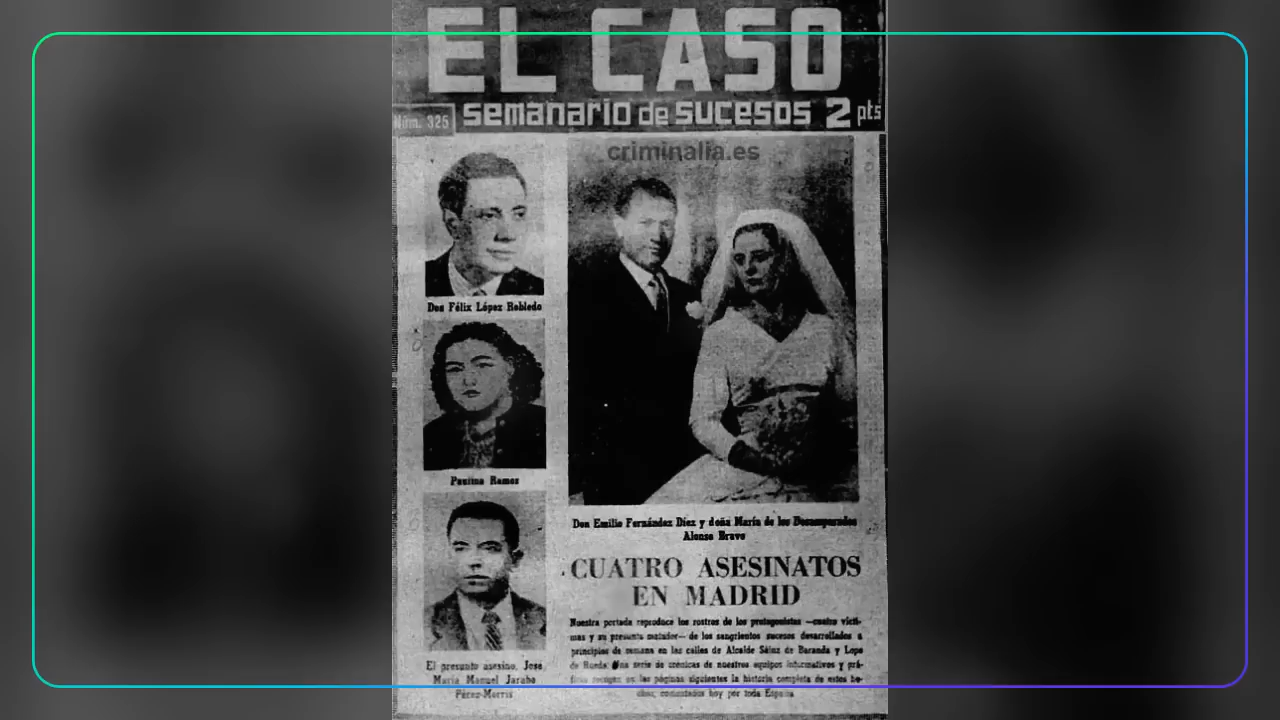 EL CASO
Núm. 325
semanario de sucesos 2 pts
criminalia.es
Don Félix López Robledo
Paulina Ramos
El presunto asesino, José
María Manuel Jarabo
Pérez-Morris
Don Emilio Fernández Díez y doña María de los Desamparados
Alonso Bravo
CUATRO ASESINATOS
EN MADRID
Nuestra portada reproduce los rostros de los protagonistas —cuatro vícti-
mas y su presunto matador— de los sangrientos sucesos desarrollados a
principios de semana en las calles de Alcalde Sáinz de Baranda y Lope
de Rueda. Una serie de crónicas de nuestros equipos informativos y grá-
ficos recogen en las páginas siguientes la historia completa de estos he-
chos, comentados hoy por toda España